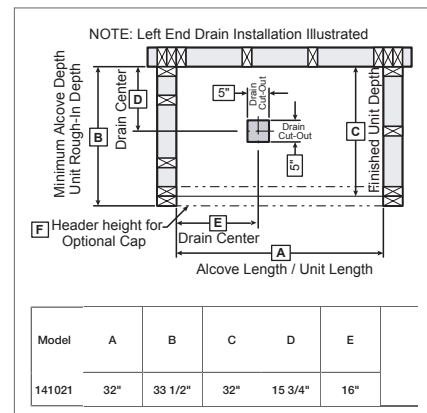 NOTE: Left End Drain Installation Illustrated
Minimum Alcove Depth
Unit Rough-In Depth
B
Drain Center
D
5"
Drain
Cut-Out
Drain
Cut-Out
5"
C
Finished Unit Depth
F Header height for
Optional Cap
E
Drain Center
A
Alcove Length / Unit Length
Model A B C D E
141021 32" 33 1/2" 32" 15 3/4" 16"